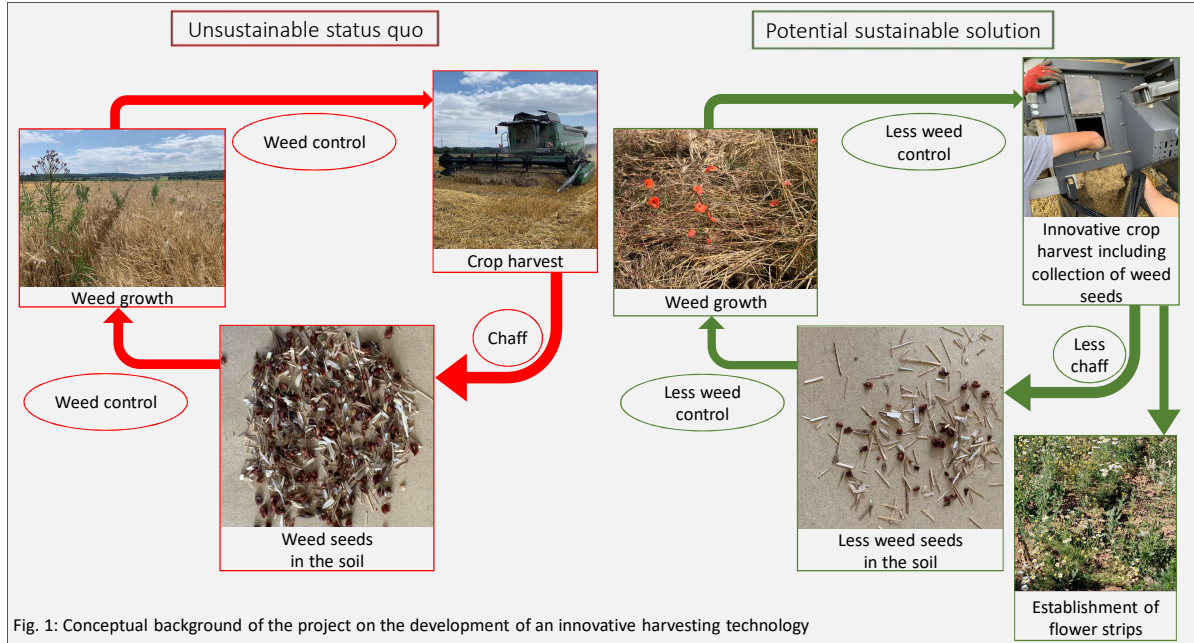 Unsustainable status quo
Weed control
Weed growth
Crop harvest
Chaff
Weed control
Weed seeds
in the soil
Potential sustainable solution
Less weed
control
Weed growth
Innovative crop
harvest including
collection of weed
seeds
Less
chaff
Less weed
control
Less weed seeds
in the soil
Establishment of
flower strips
Fig. 1: Conceptual background of the project on the development of an innovative harvesting technology